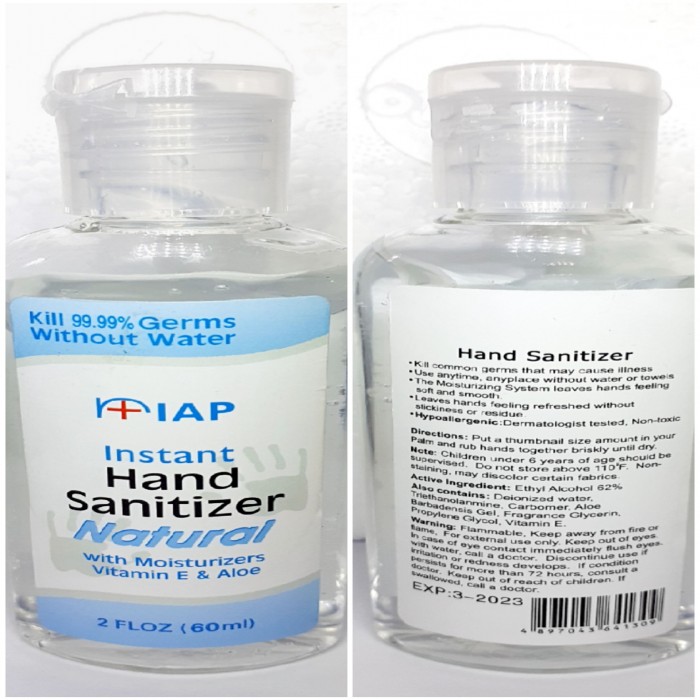 Kill 99.99% Germs
Without Water
IAP
Instant
Hand
Sanitizer
Natural
with Moisturizers
Vitamin E & Aloe
2 FLOZ (60ml)
Hand Sanitizer
• Kill common germs that may cause illness
• Use anytime, anyplace without water or towels
• The Moisturizing System leaves hands feeling
soft and smooth
• Leaves hands feeling refreshed without
stickiness or residue
• Hypoallergenic: Dermatologist tested, Non-toxic
Directions: Put a thumbnail size amount in your
Palm and rub hands together briskly until dry.
Note: Children under 6 years of age should be
supervised. Do not store above 110°F. Non-
staining, may discolor certain fabrics.
Active Ingredient: Ethyl Alcohol 62%
Also contains: Deionized water,
Triethanolamine, Carbomer, Aloe
Barbadensis Gel, Fragrance Glycerin,
Propylene Glycol, Vitamin E.
Warning: Flammable, Keep away from fire or
flame, For external use only. Keep out of eyes.
In case of eye contact immediately flush eyes
with water, call a doctor. Discontinue use if
irritation or redness develops. If condition
persists for more than 72 hours, consult a
doctor. Keep out of reach of children. If
swallowed, call a doctor.
EXP:3-2023
4 897043 641309